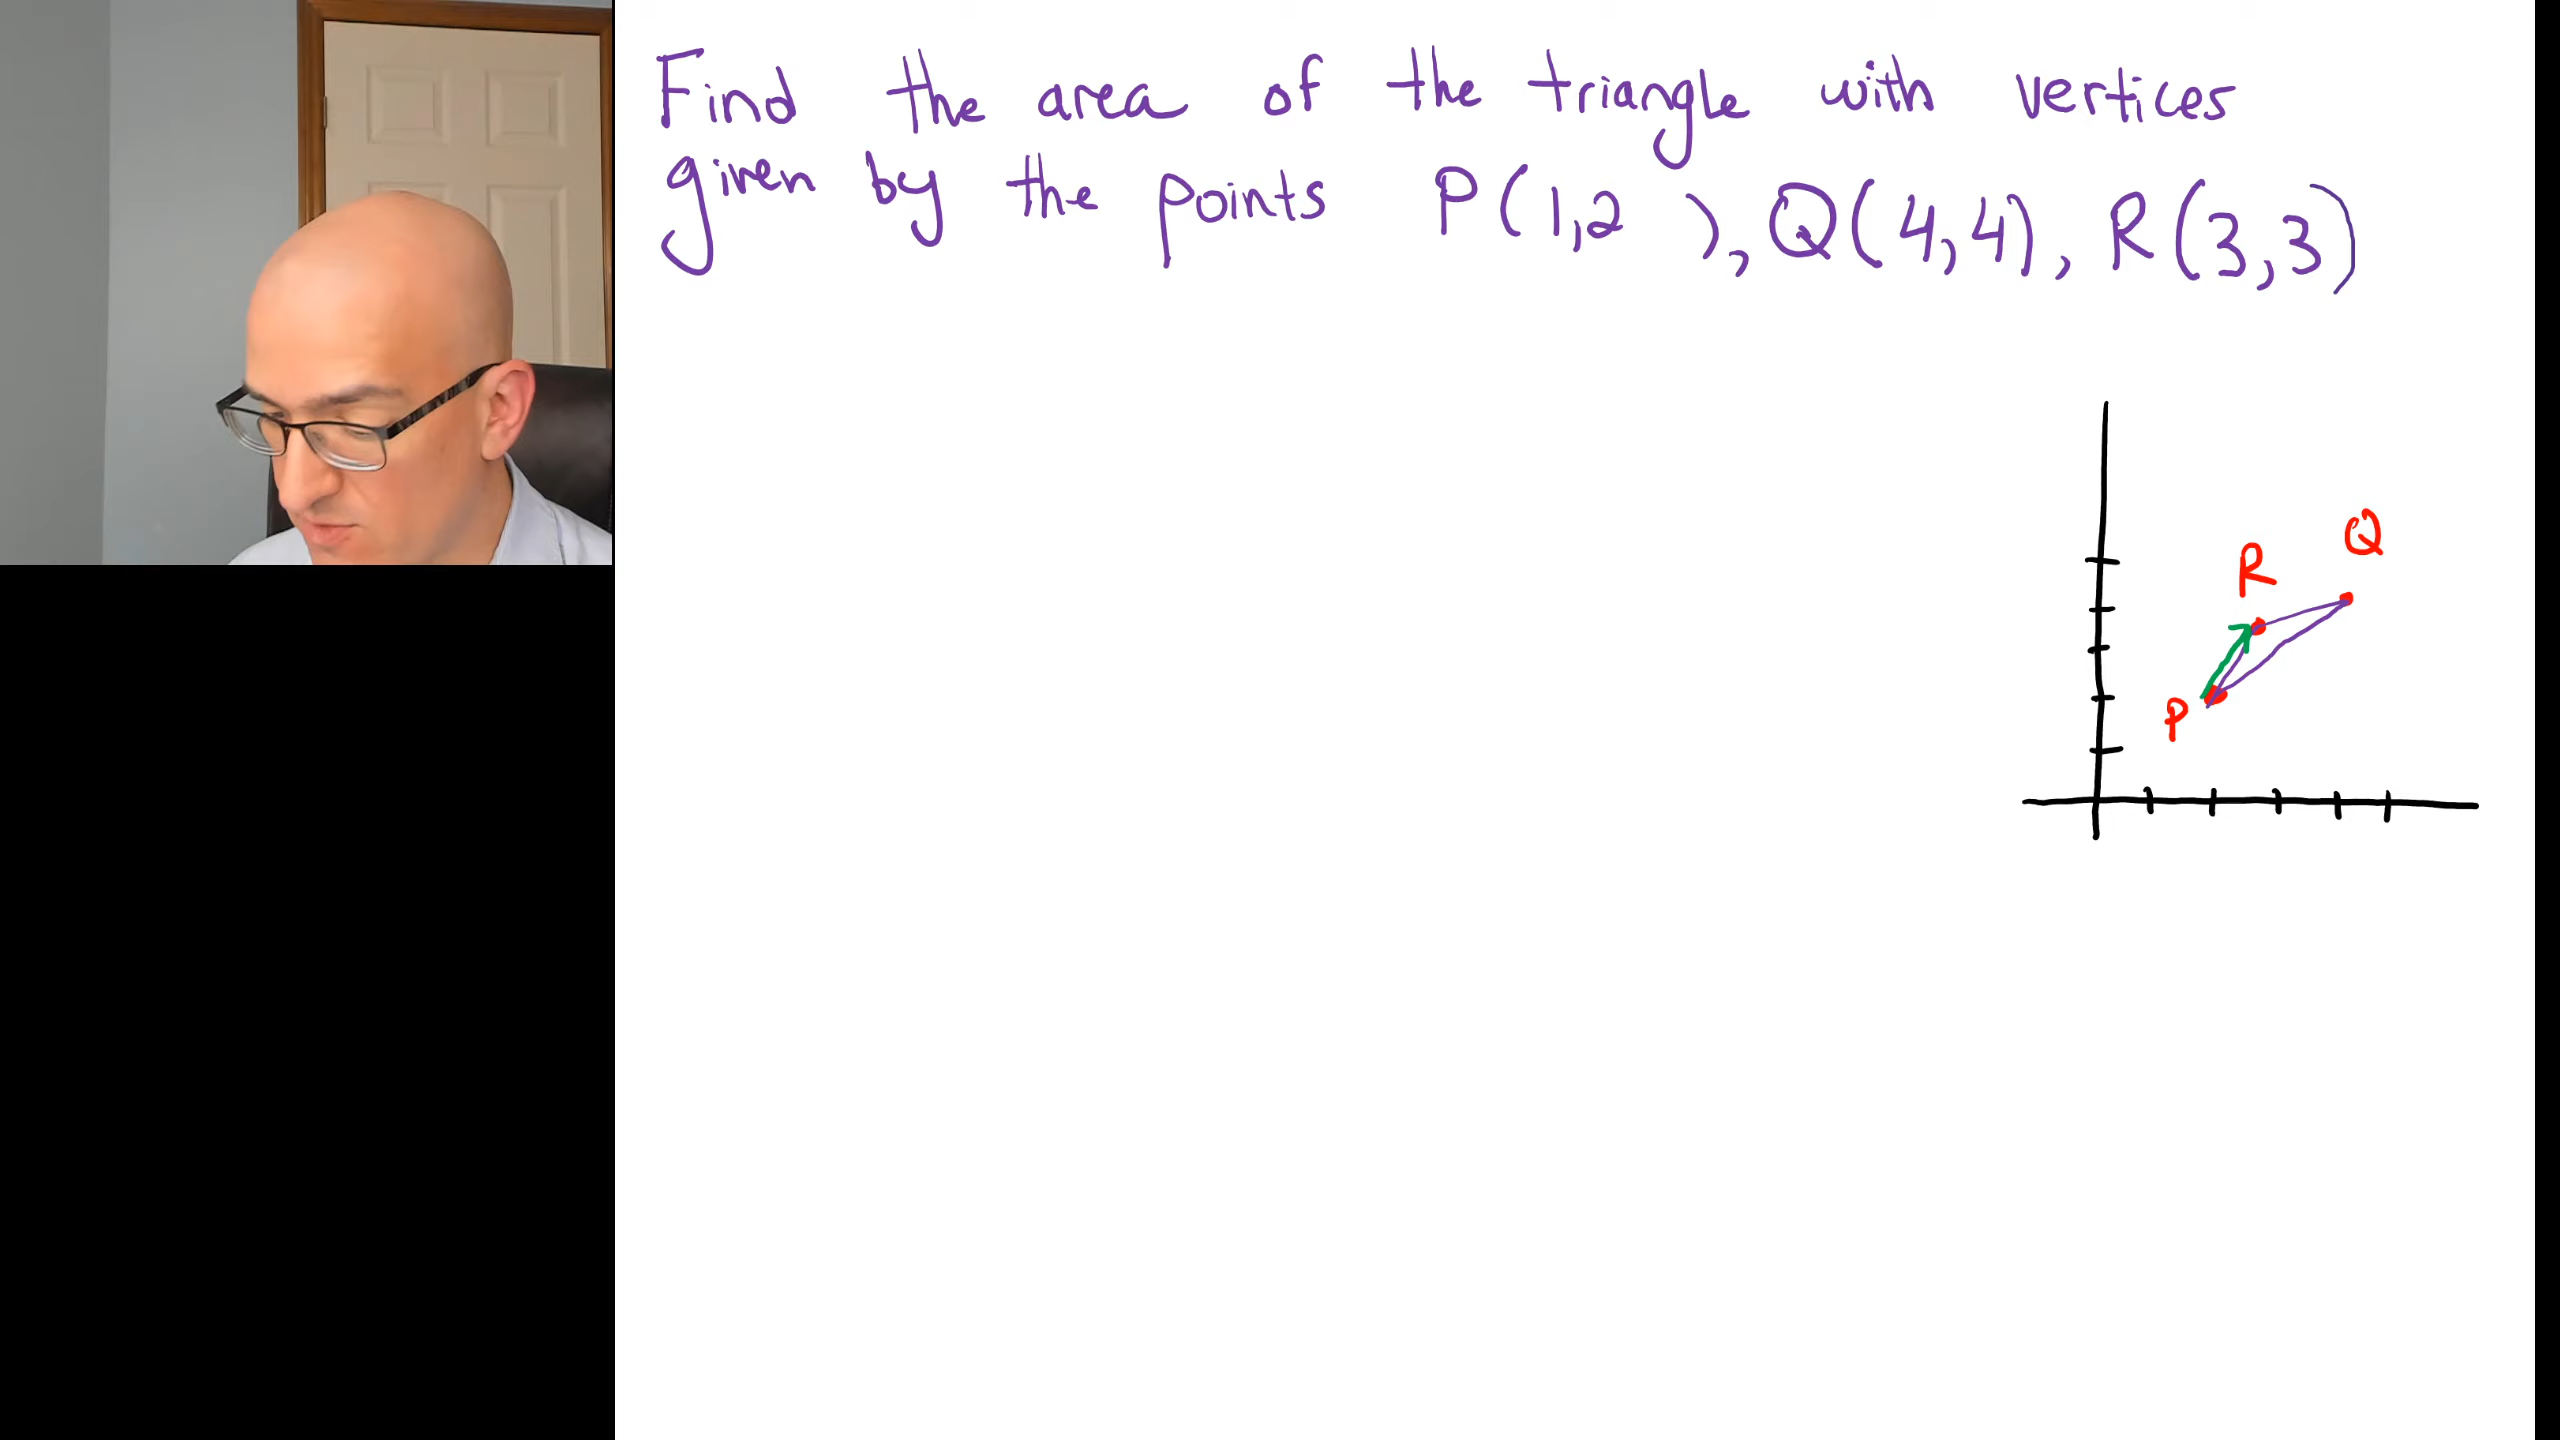 Find the area of the triangle with vertices
given by the points P(1,2 ), Q(4,4), R(3,3)
Q
R
P